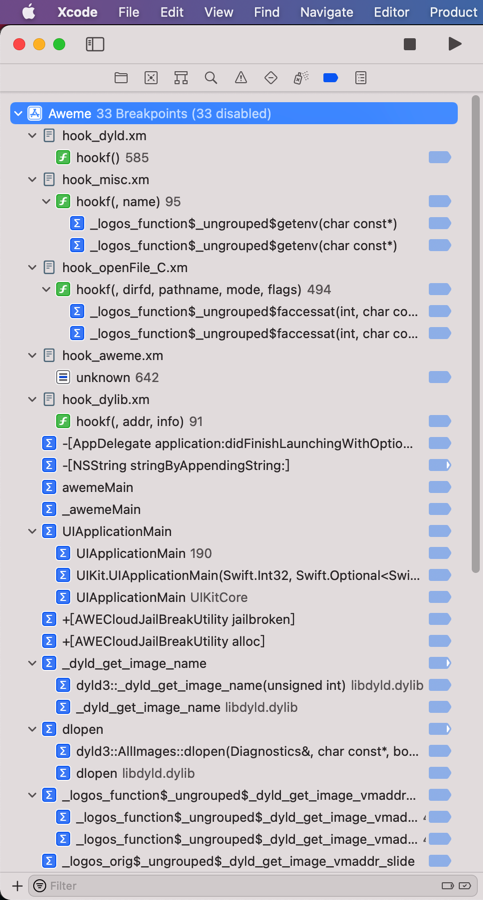 Xcode File Edit View Find Navigate Editor Product
Aweme 33 Breakpoints (33 disabled)
hook_dyld.xm
hookf() 585
hook_misc.xm
hookf(, name) 95
_logos_function$_ungrouped$getenv(char const*)
_logos_function$_ungrouped$getenv(char const*)
hook_openFile_C.xm
hookf(, dirfd, pathname, mode, flags) 494
_logos_function$_ungrouped$faccessat(int, char co...
_logos_function$_ungrouped$faccessat(int, char co...
hook_aweme.xm
unknown 642
hook_dylib.xm
hookf(, addr, info) 91
-[AppDelegate application:didFinishLaunchingWithOptio...
-[NSString stringByAppendingString:]
awemeMain
_awemeMain
UIApplicationMain
UIApplicationMain 190
UIKit.UIApplicationMain(Swift.Int32, Swift.Optional<Swi...
UIApplicationMain UIKitCore
+[AWECloudJailBreakUtility jailbroken]
+[AWECloudJailBreakUtility alloc]
_dyld_get_image_name
dyld3::_dyld_get_image_name(unsigned int) libdyld.dylib
_dyld_get_image_name libdyld.dylib
dlopen
dyld3::AllImages::dlopen(Diagnostics&, char const*, bo...
dlopen libdyld.dylib
_logos_function$_ungrouped$_dyld_get_image_vmaddr...
_logos_function$_ungrouped$_dyld_get_image_vmad...
_logos_function$_ungrouped$_dyld_get_image_vmad...
_logos_orig$_ungrouped$_dyld_get_image_vmaddr_slide
Filter